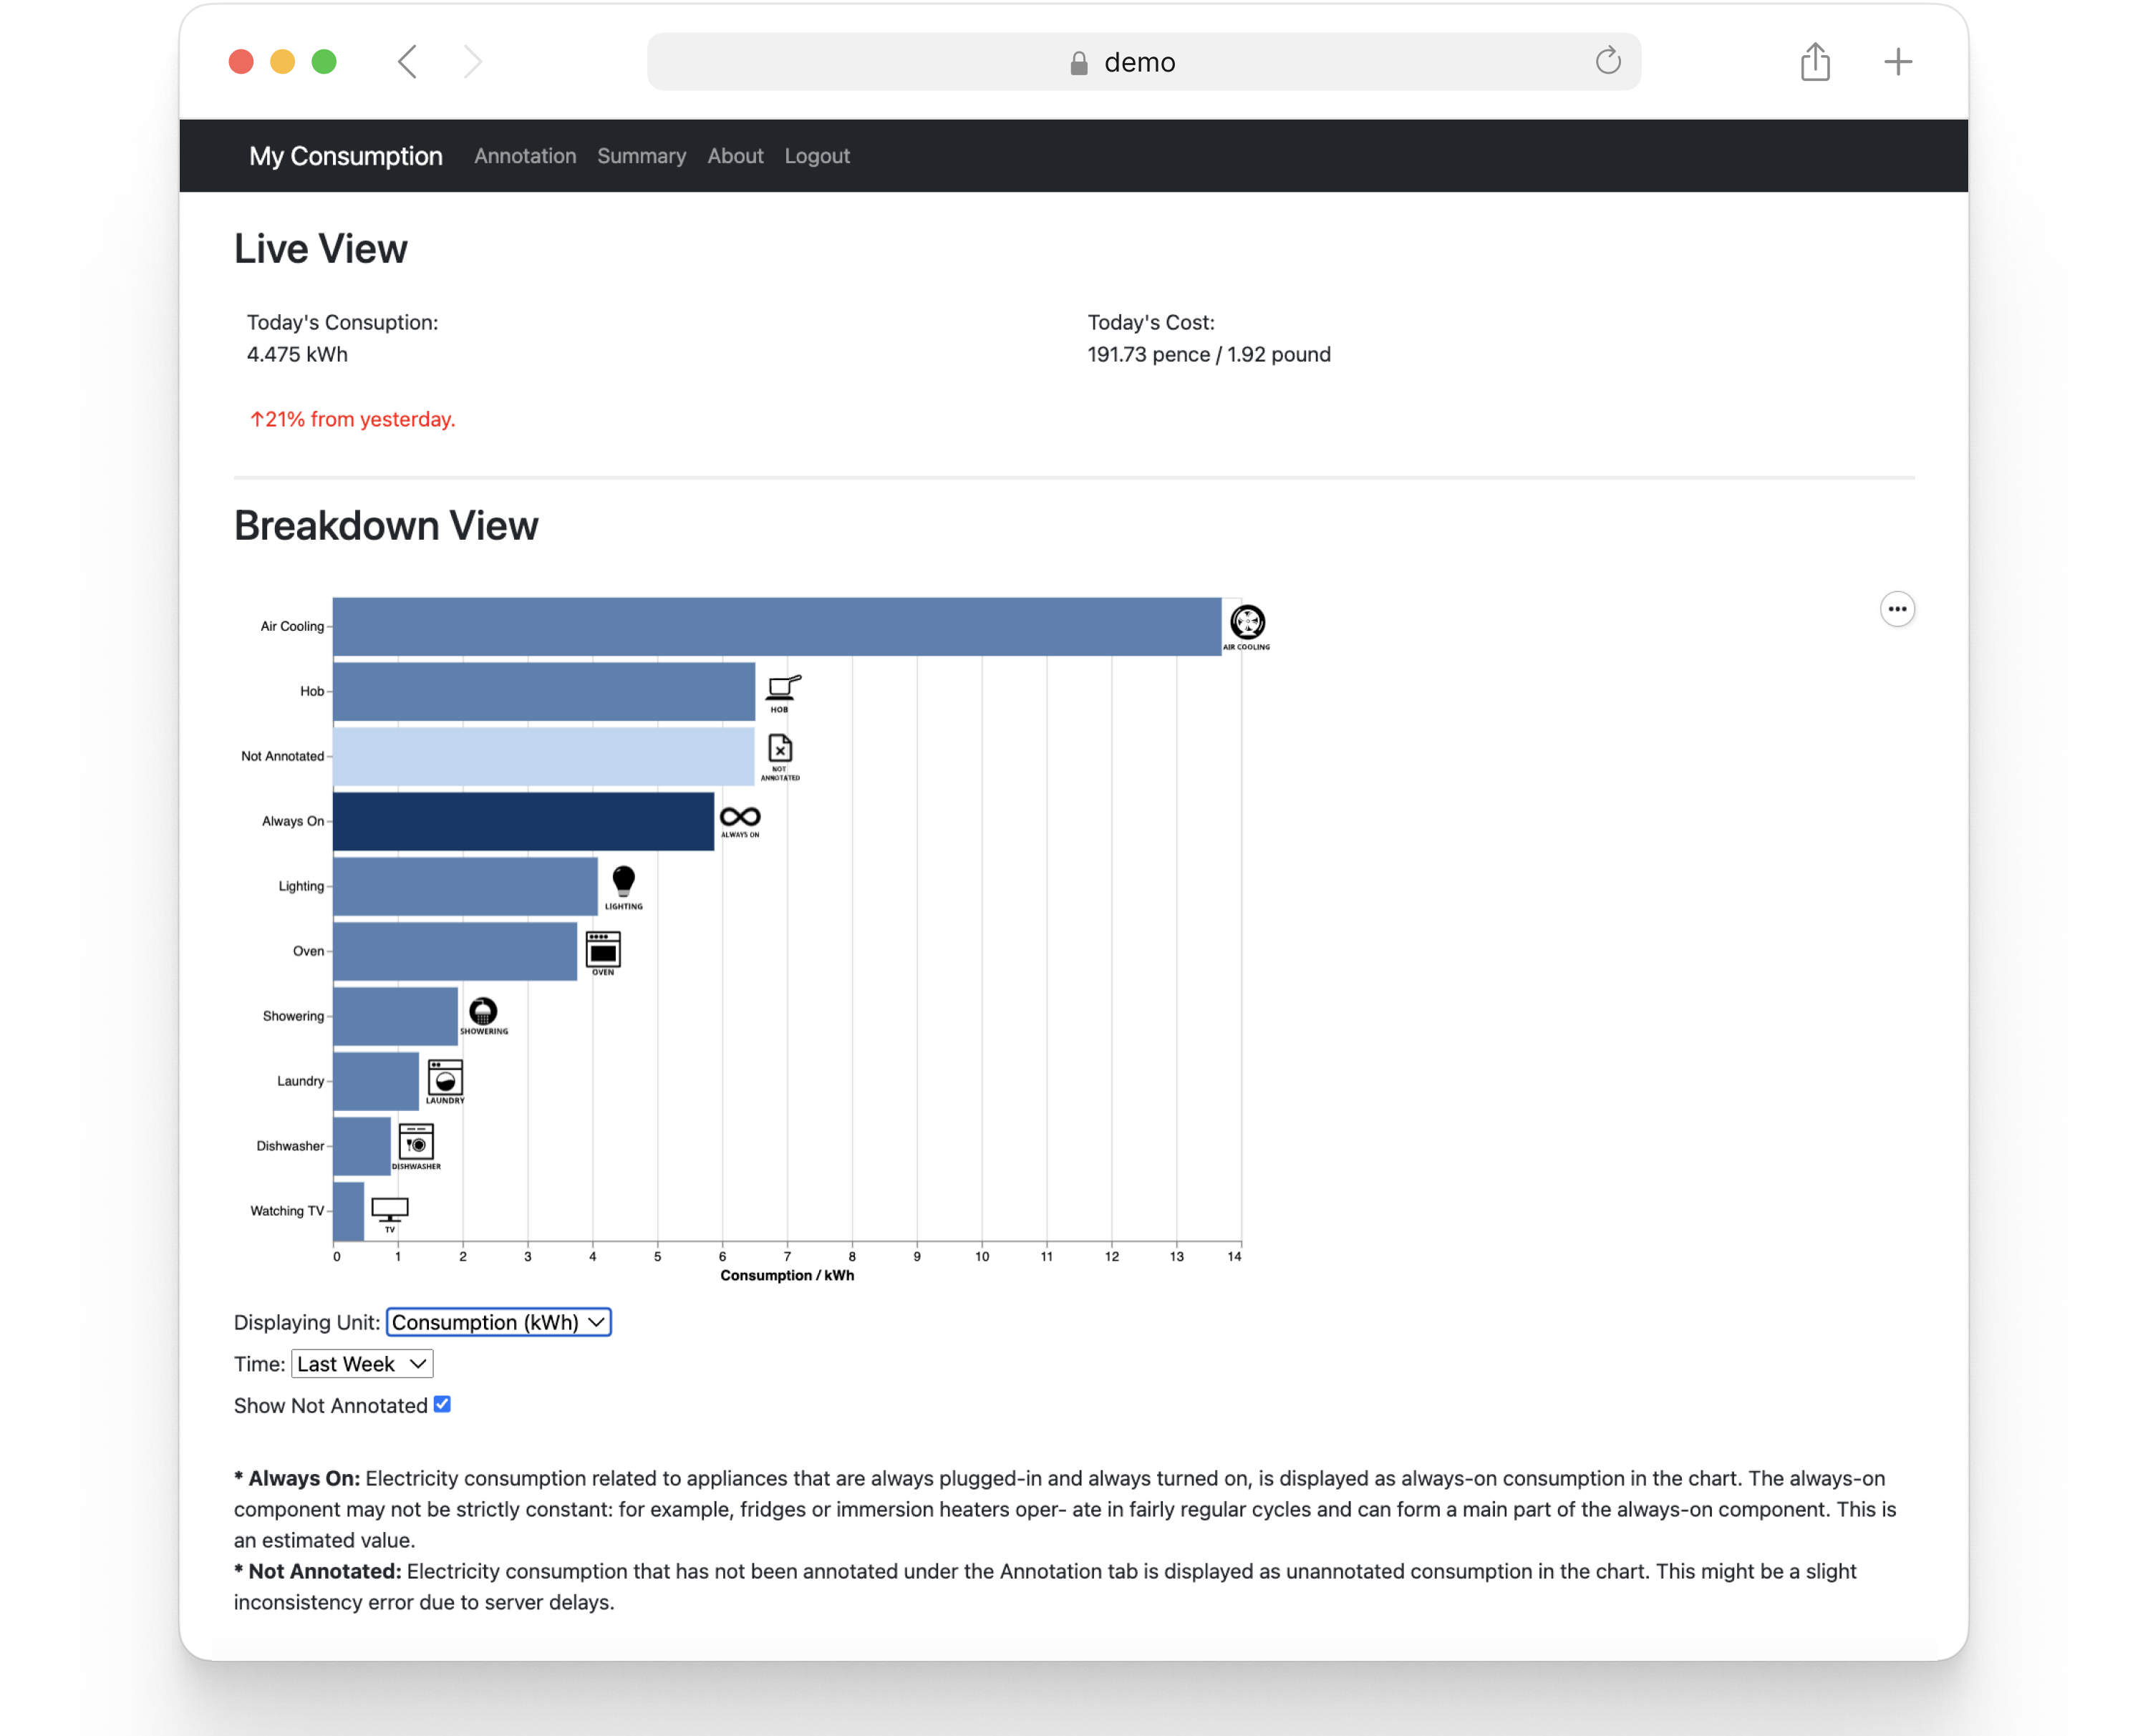 demo
My Consumption Annotation Summary About Logout
Live View
Today's Consuption:
4.475 kWh
Today's Cost:
191.73 pence / 1.92 pound
↑21% from yesterday.
Breakdown View
Air Cooling
AIR COOLING
Hob
HOB
Not Annotated
NOT
ANNOTATED
Always On
ALWAYS ON
Lighting
LIGHTING
Oven
OVEN
Showering
SHOWERING
Laundry
LAUNDRY
Dishwasher
DISHWASHER
Watching TV
TV
0 1 2 3 4 5 6 7 8 9 10 11 12 13 14
Consumption / kWh
Displaying Unit: Consumption (kWh)
Time: Last Week
Show Not Annotated
* Always On: Electricity consumption related to appliances that are always plugged-in and always turned on, is displayed as always-on consumption in the chart. The always-on
component may not be strictly constant: for example, fridges or immersion heaters oper- ate in fairly regular cycles and can form a main part of the always-on component. This is
an estimated value.
* Not Annotated: Electricity consumption that has not been annotated under the Annotation tab is displayed as unannotated consumption in the chart. This might be a slight
inconsistency error due to server delays.